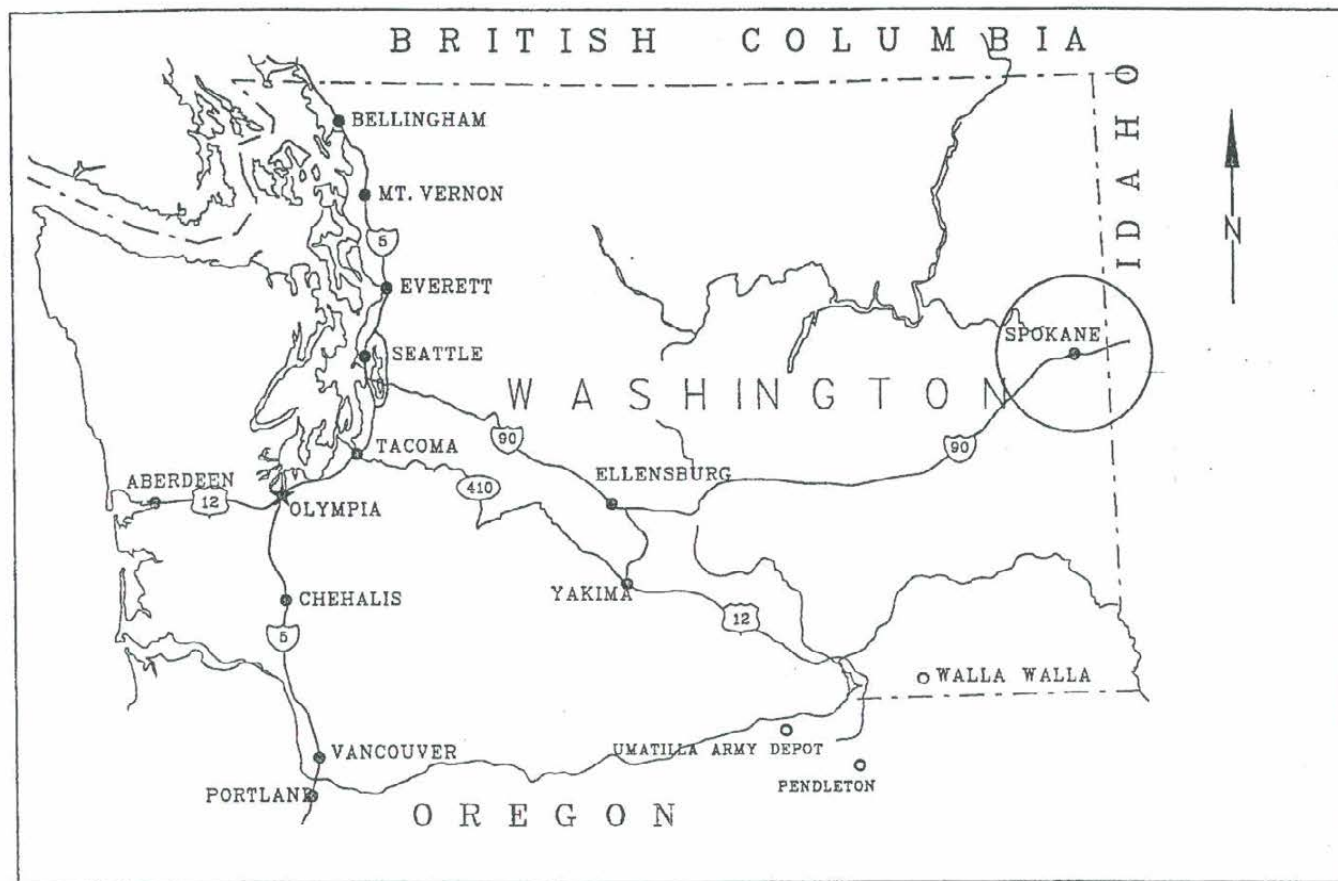 BRITISH COLUMBIA
IDAHO
BELLINGHAM
MT. VERNON
5
N
EVERETT
SPOKANE
SEATTLE
WASHINGTON
90
90
TACOMA
ELLENSBURG
ABERDEEN
12
410
OLYMPIA
YAKIMA
CHEHALIS
12
5
WALLA WALLA
UMATILLA ARMY DEPOT
VANCOUVER
PENDLETON
PORTLAND
OREGON